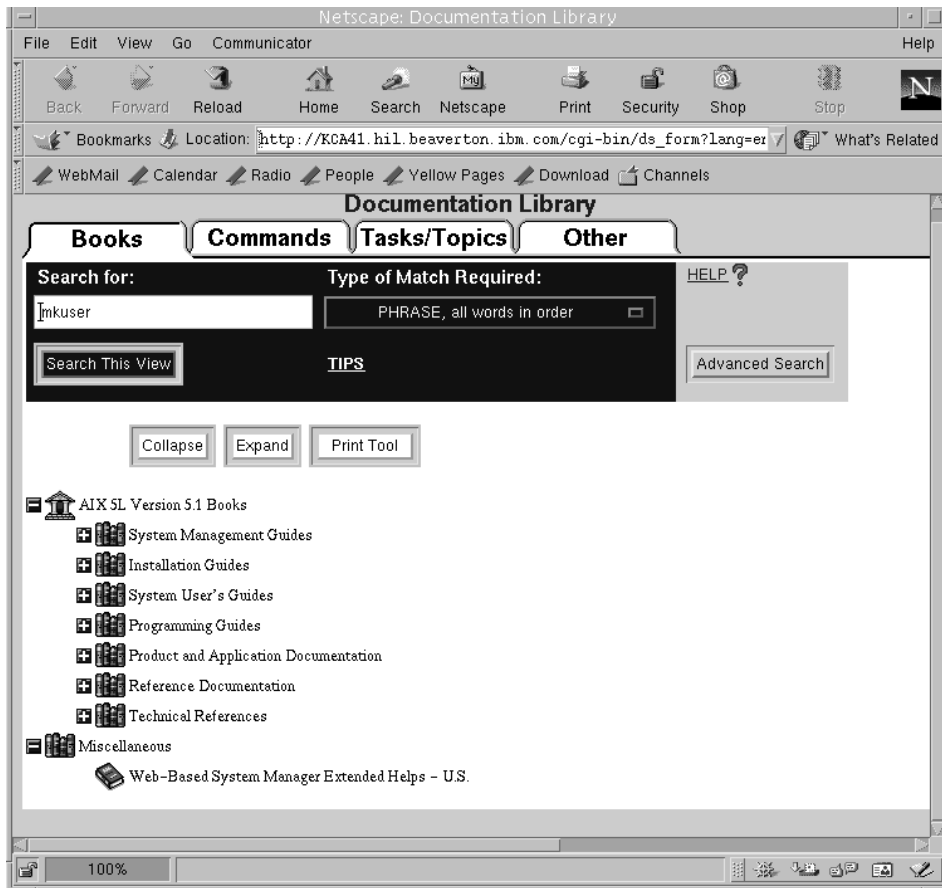 Netscape: Documentation Library
File Edit View Go Communicator Help
Back Forward Reload Home Search Netscape Print Security Shop Stop
My
N
Bookmarks Location: http://KCA41.hil.beaverton.ibm.com/cgi-bin/ds_form?lang=er What's Related
WebMail Calendar Radio People Yellow Pages Download Channels
Documentation Library
Books Commands Tasks/Topics Other
Search for: Type of Match Required: HELP ?
mkuser PHRASE, all words in order
Search This View TIPS Advanced Search
Collapse Expand Print Tool
AIX 5L Version 5.1 Books
System Management Guides
Installation Guides
System User's Guides
Programming Guides
Product and Application Documentation
Reference Documentation
Technical References
Miscellaneous
Web-Based System Manager Extended Helps - U.S.
100%